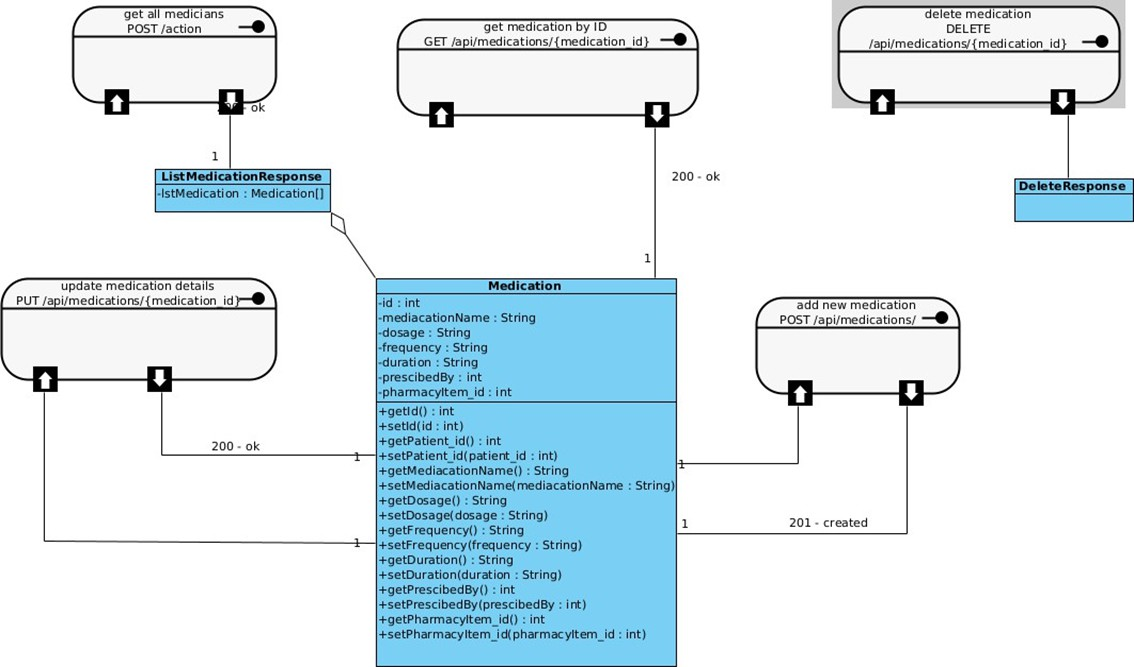 get all medicians
POST /action
200 - ok
1
ListMedicationResponse
-lstMedication : Medication[]
get medication by ID
GET /api/medications/{medication_id}
200 - ok
1
delete medication
DELETE
/api/medications/{medication_id}
DeleteResponse
update medication details
PUT /api/medications/{medication_id}
200 - ok
1
1
Medication
-id : int
-mediacationName : String
-dosage : String
-frequency : String
-duration : String
-prescibedBy : int
-pharmacyItem_id : int
+getId() : int
+setId(id : int)
+getPatient_id() : int
+setPatient_id(patient_id : int)
+getMediacationName() : String
+setMediacationName(mediacationName : String)
+getDosage() : String
+setDosage(dosage : String)
+getFrequency() : String
+setFrequency(frequency : String)
+getDuration() : String
+setDuration(duration : String)
+getPrescibedBy() : int
+setPrescibedBy(prescibedBy : int)
+getPharmacyItem_id() : int
+setPharmacyItem_id(pharmacyItem_id : int)
add new medication
POST /api/medications/
1
1
201 - created